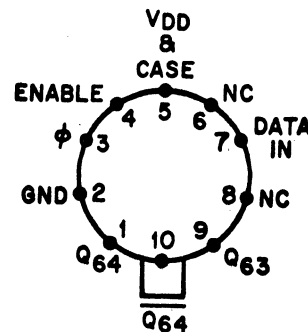 VDD
&
CASE
ENABLE
NC
5
4
6
φ
3
7
DATA
IN
GND
2
8
NC
1
10
9
Q64
Q63
Q64